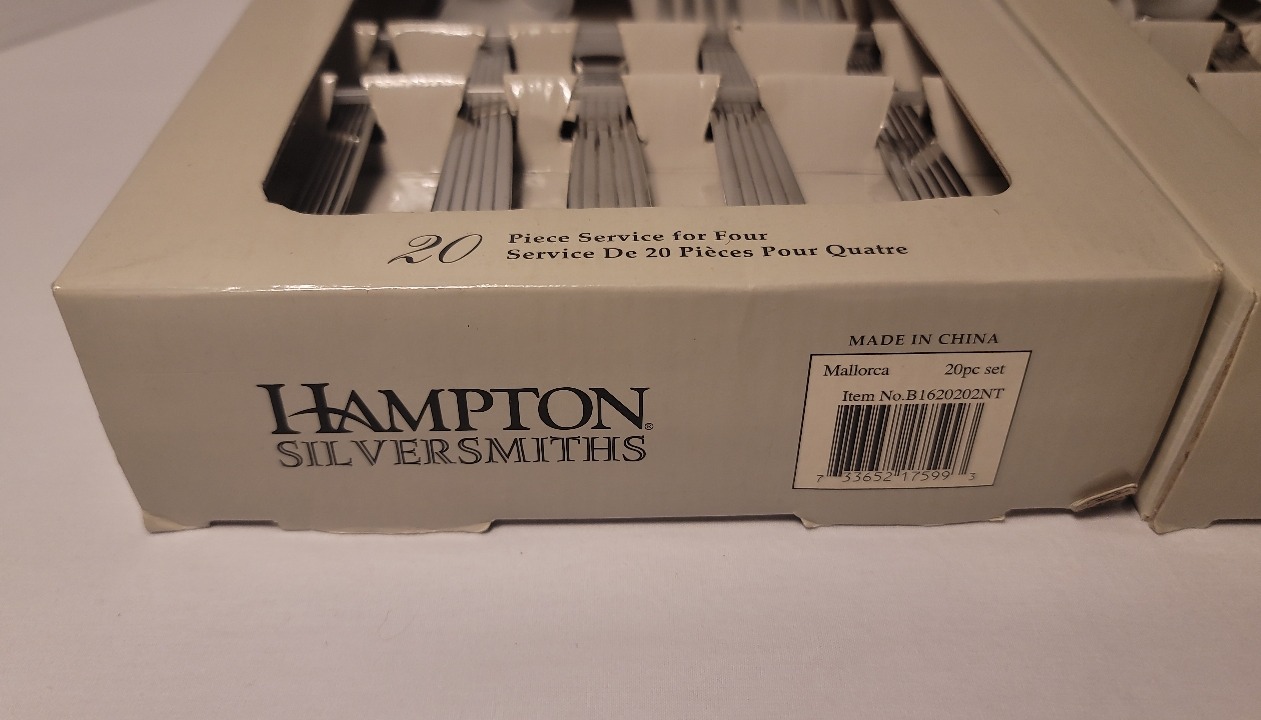 20 Piece Service for Four
Service De 20 Pièces Pour Quatre
MADE IN CHINA
Mallorca 20pc set
Item No.B1620202NT
7 33652 17599 3
HAMPTON®
SILVERSMITHS